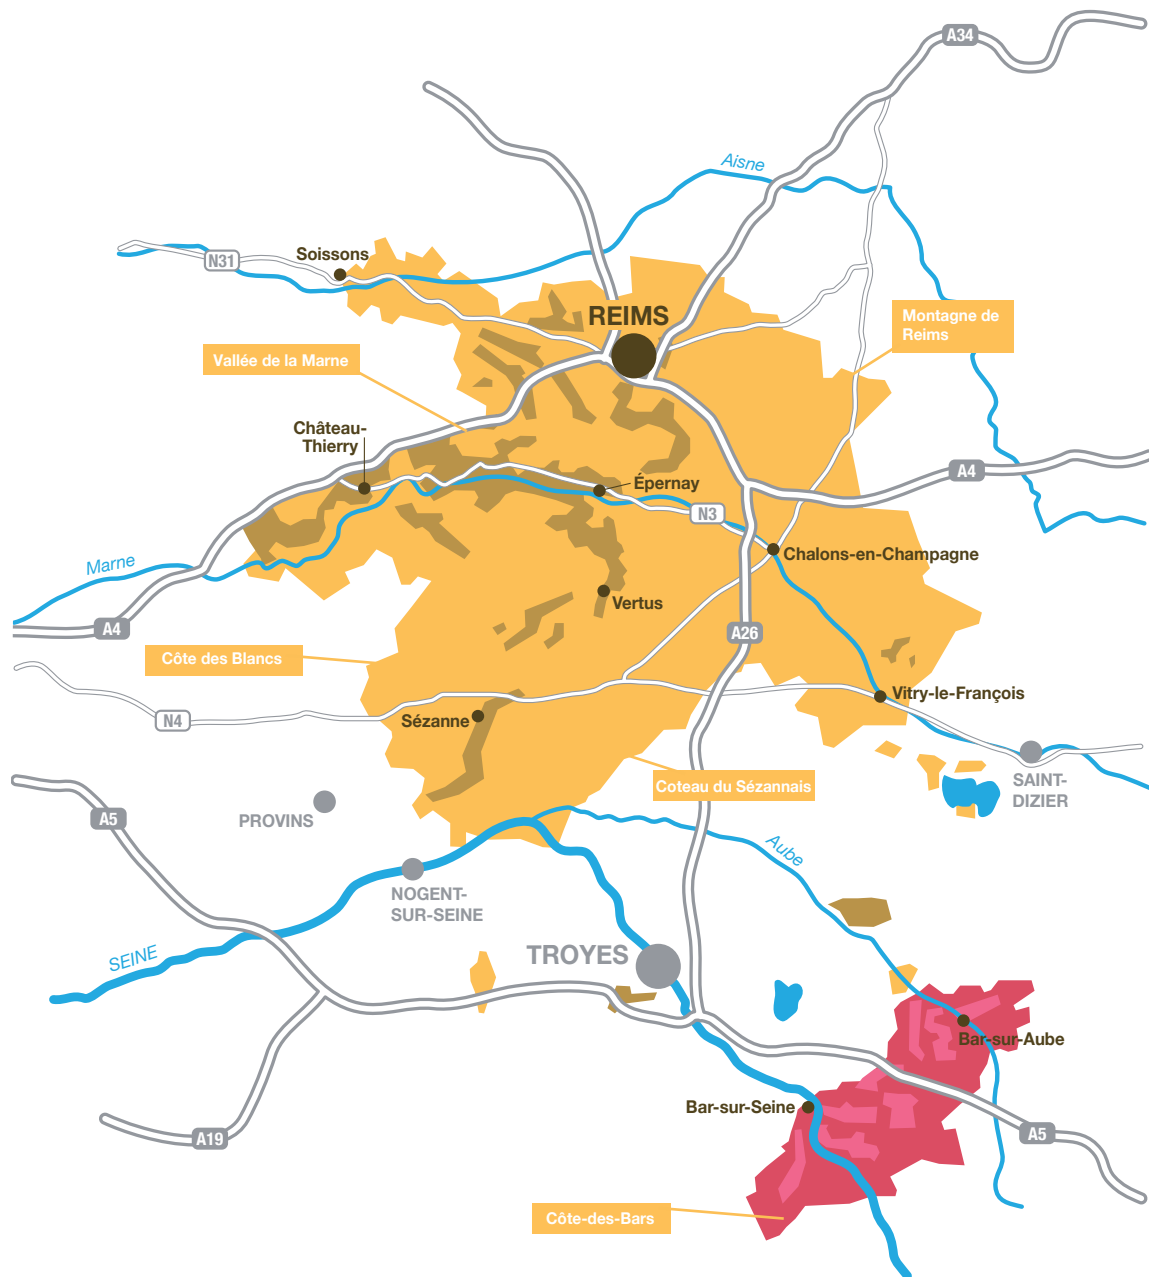 A34
Aisne
Soissons
N31
Montagne de
Reims
REIMS
Vallée de la Marne
Château-
Thierry
A4
Épernay
N3
Chalons-en-Champagne
Marne
Vertus
A4
A26
Côte des Blancs
Vitry-le-François
N4
Sézanne
SAINT-
DIZIER
Coteau du Sézannais
A5
PROVINS
Aube
NOGENT-
SUR-SEINE
SEINE
TROYES
Bar-sur-Aube
Bar-sur-Seine
A5
A19
Côte-des-Bars